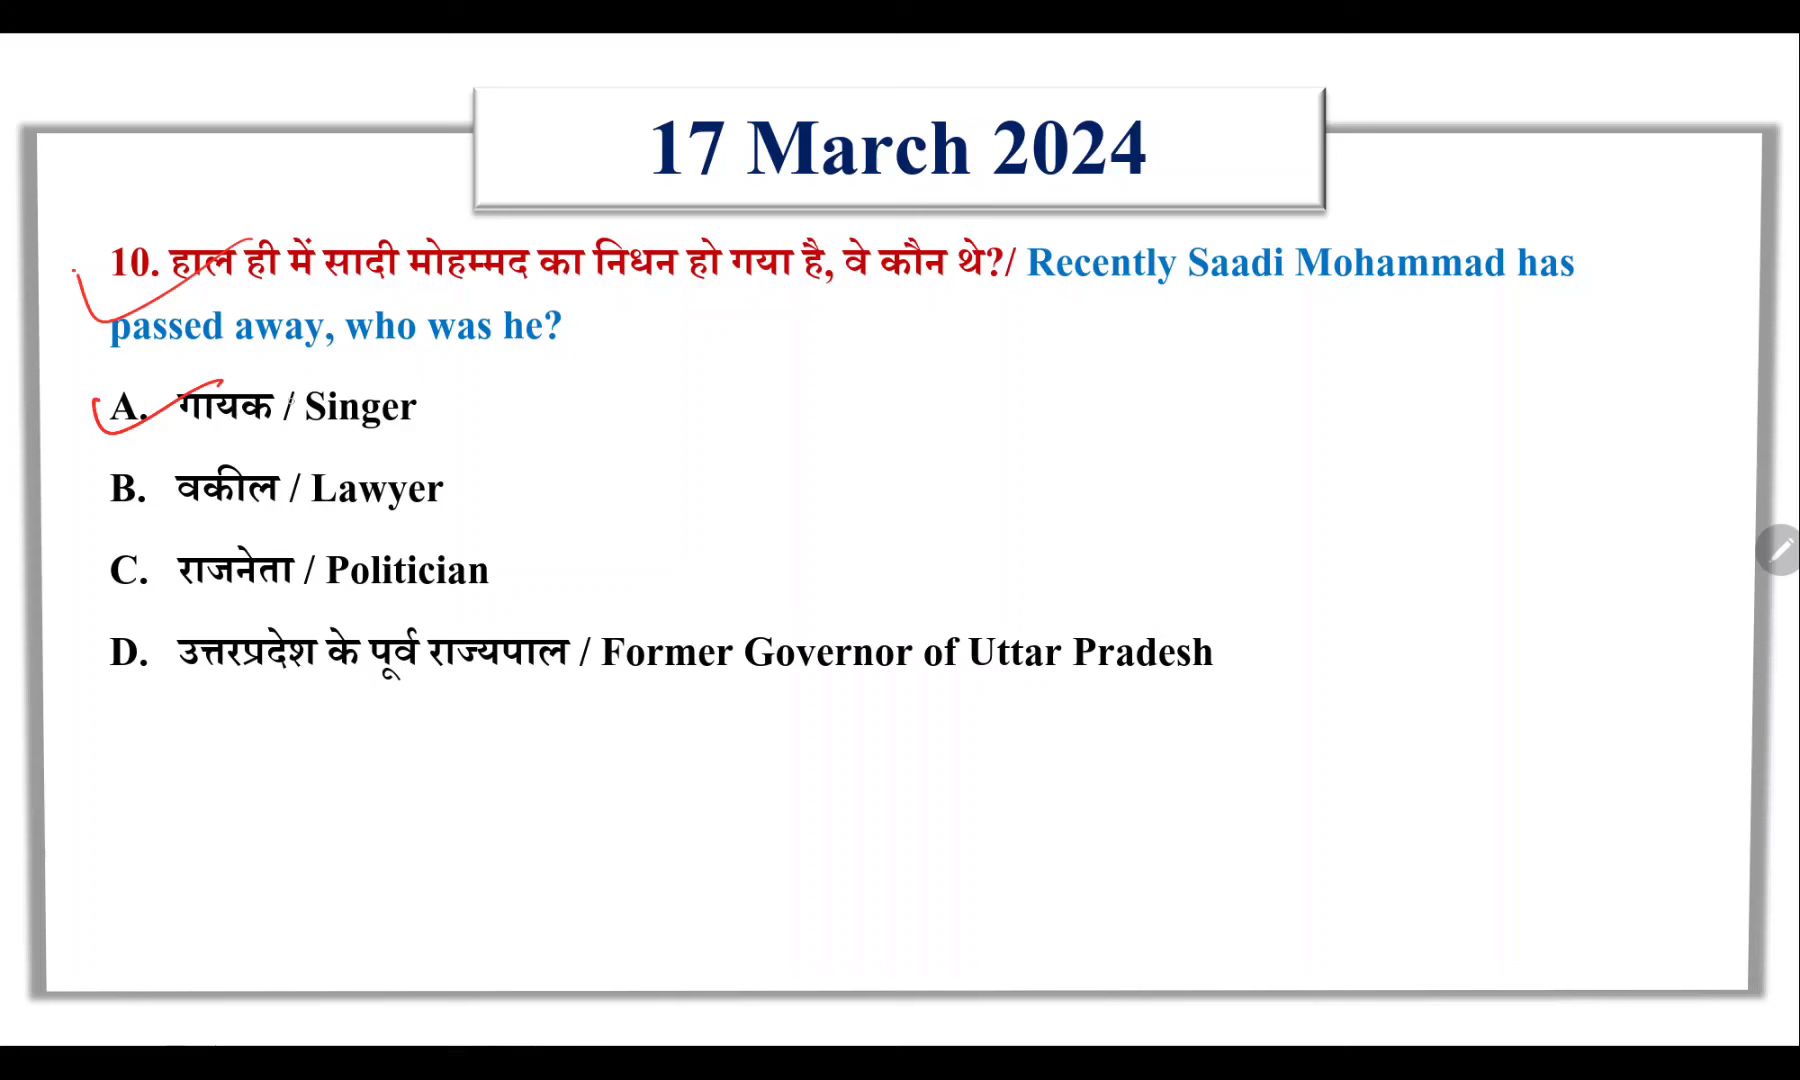 17 March 2024
10. हाल ही में सादी मोहम्मद का निधन हो गया है, वे कौन थे?/ Recently Saadi Mohammad has
passed away, who was he?
A. गायक / Singer
B. वकील / Lawyer
C. राजनेता / Politician
D. उत्तरप्रदेश के पूर्व राज्यपाल / Former Governor of Uttar Pradesh